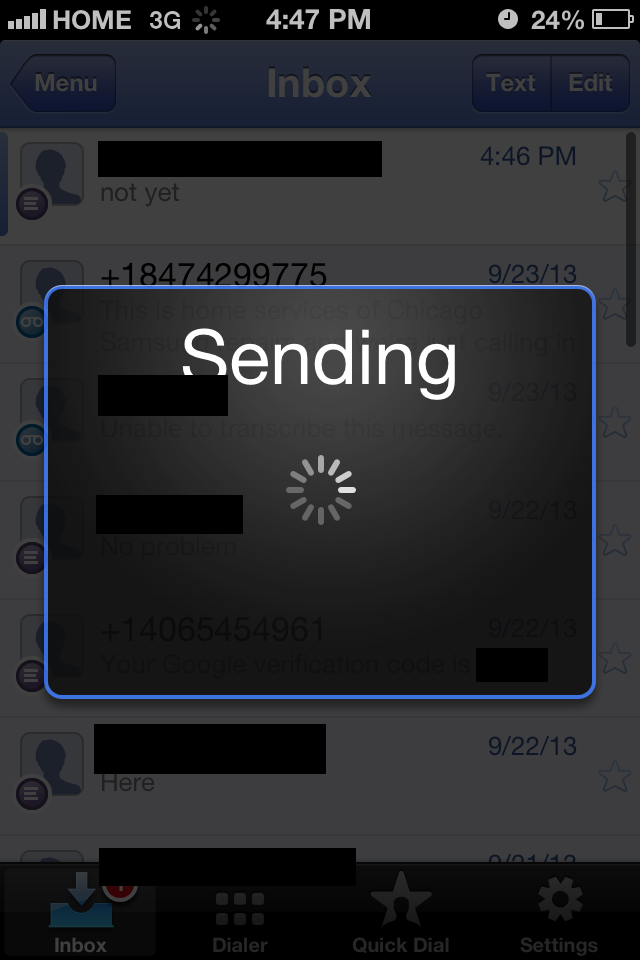 HOME 3G 4:47 PM 24%
Menu Inbox Text Edit
4:46 PM
not yet
+18474299775 9/23/13
This is home services of Chicago
calling in
Sending
9/23/13
Unable to transcribe this message.
9/22/13
No problem
+14065454961 9/22/13
Your Google verification code is
9/22/13
Here
9/21/13
Inbox Dialer Quick Dial Settings